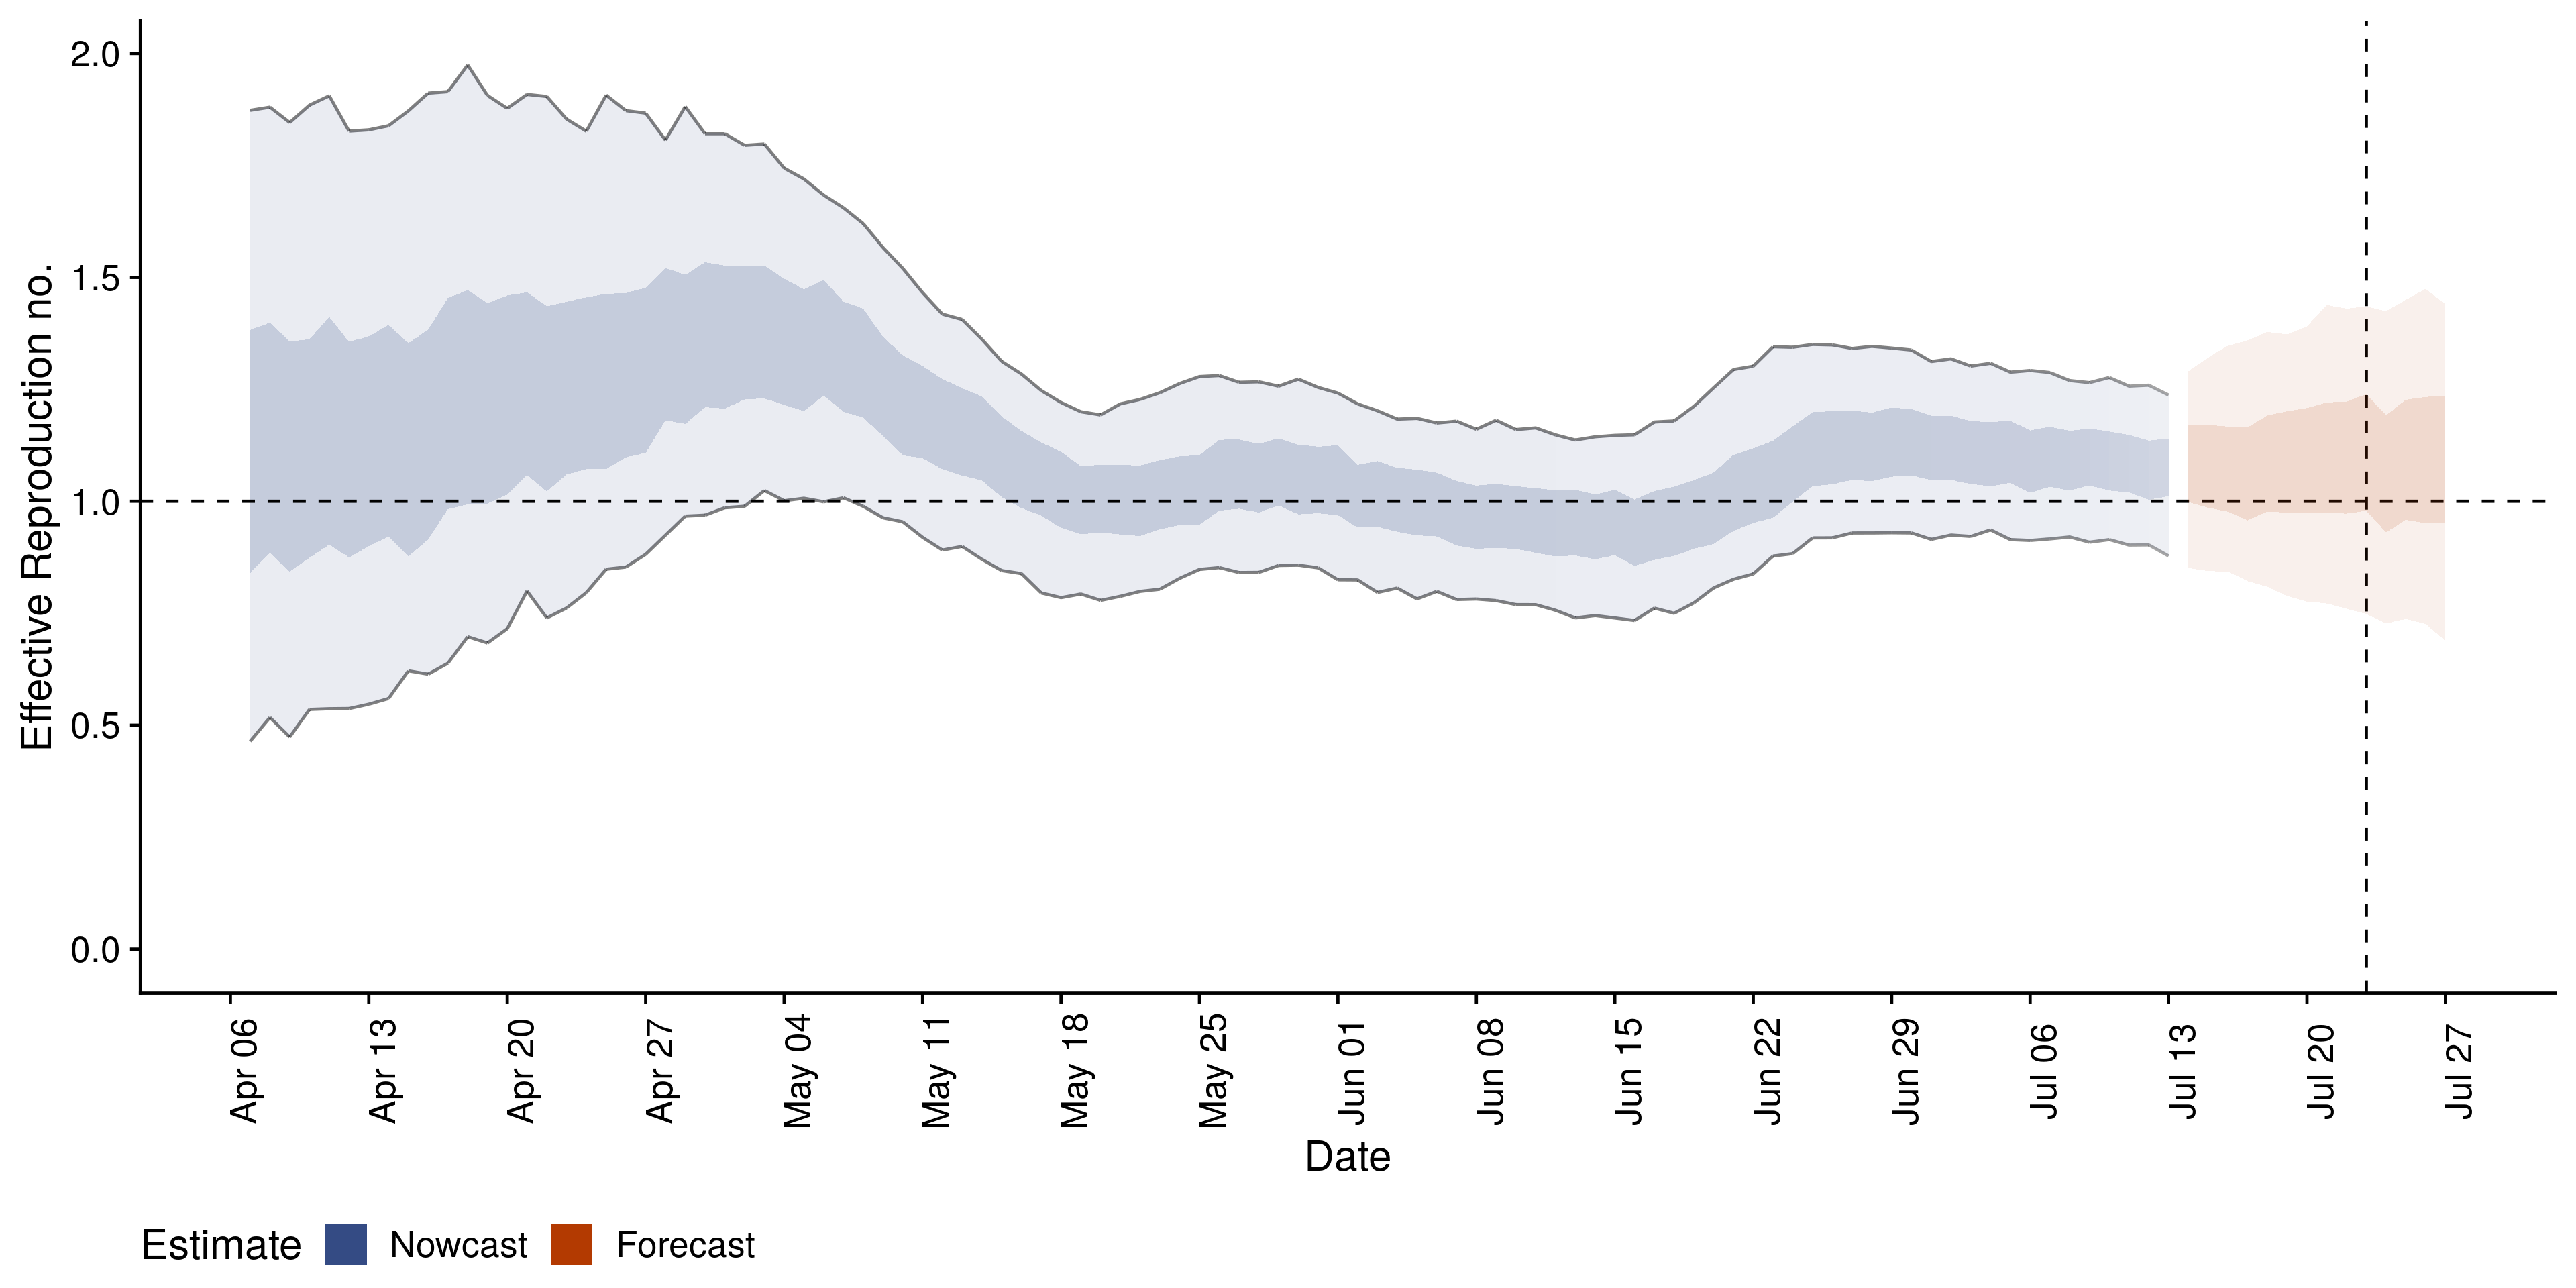 Effective Reproduction no.
2.0
1.5
1.0
0.5
0.0
Apr 06
Apr 13
Apr 20
Apr 27
May 04
May 11
May 18
May 25
Jun 01
Jun 08
Jun 15
Jun 22
Jun 29
Jul 06
Jul 13
Jul 20
Jul 27
Date
Estimate Nowcast Forecast